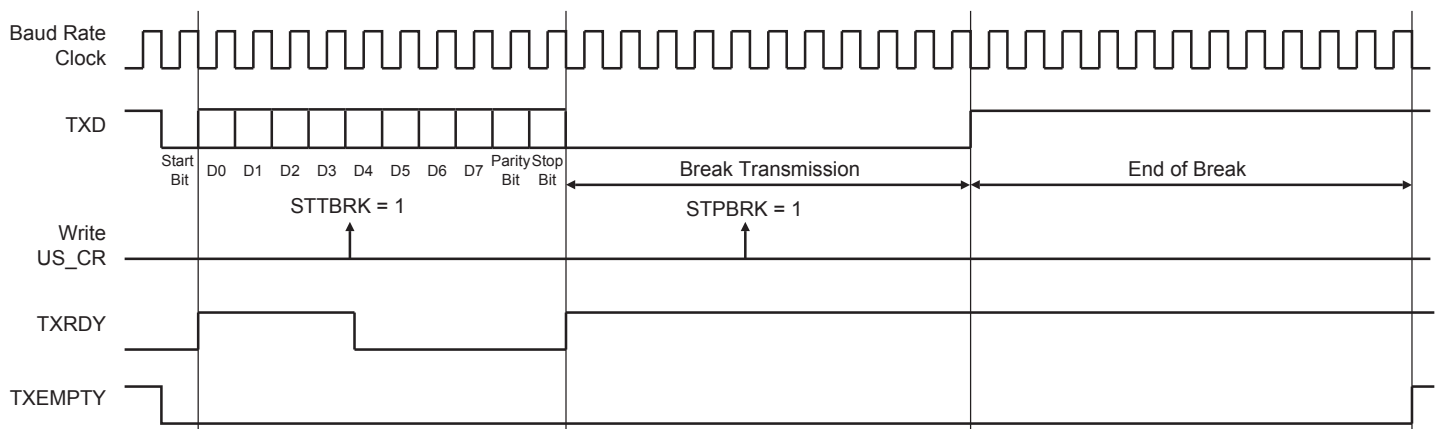 Baud Rate
Clock
TXD
Start
Bit
D0
D1
D2
D3
D4
D5
D6
D7
Parity
Bit
Stop
Bit
Break Transmission
End of Break
STTBRK = 1
STPBRK = 1
Write
US_CR
TXRDY
TXEMPTY